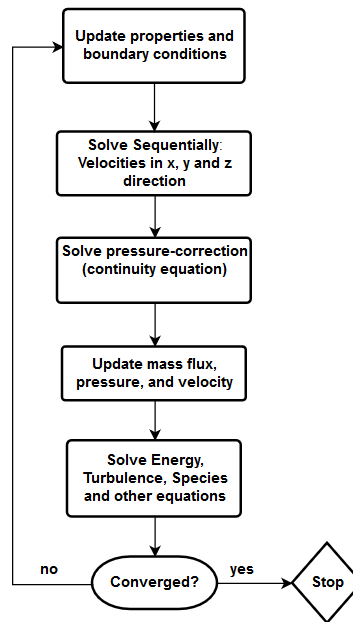 Update properties and
boundary conditions
Solve Sequentially:
Velocities in x, y and z
direction
Solve pressure-correction
(continuity equation)
Update mass flux,
pressure, and velocity
Solve Energy,
Turbulence, Species
and other equations
no
Converged?
yes
Stop